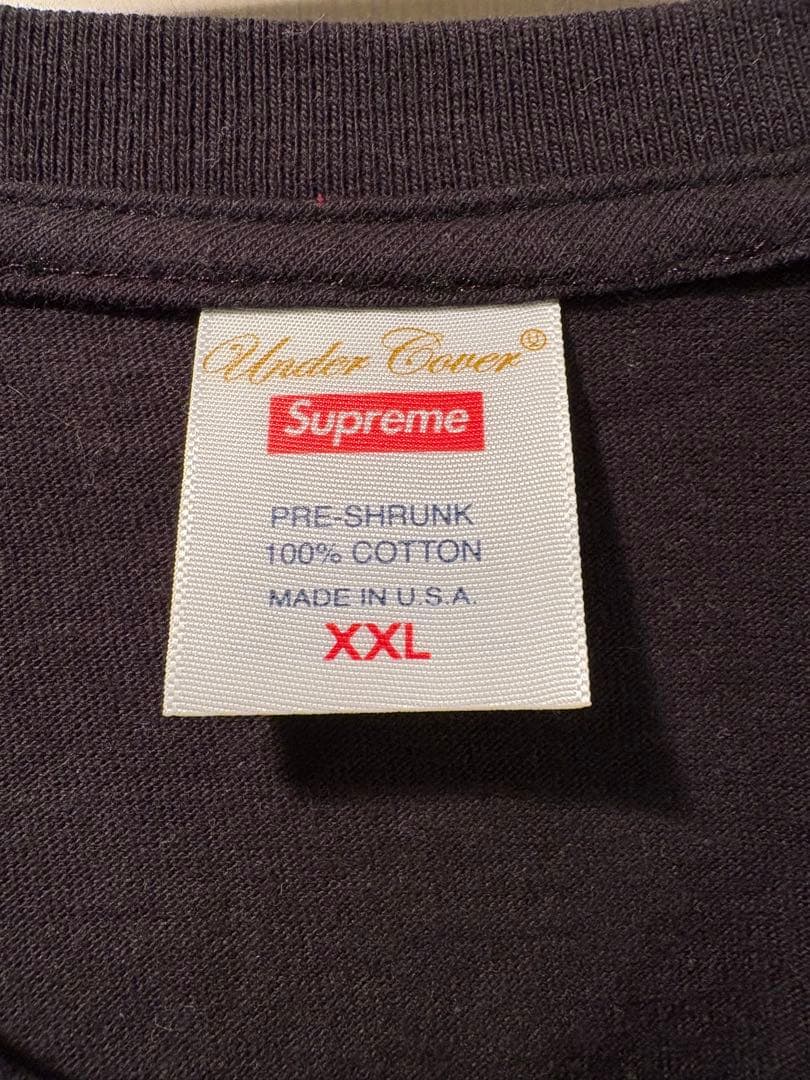 Under Cover Ⓤ
Supreme
PRE-SHRUNK
100% COTTON
MADE IN U.S.A.
XXL